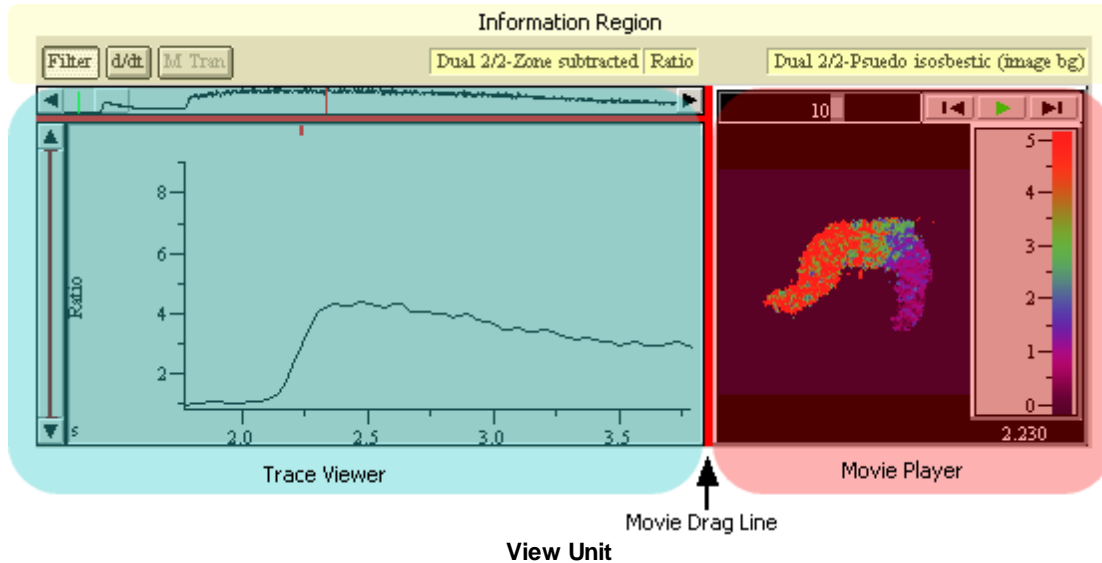 Information Region
Filter d/dt M Tran Dual 2/2-Zone subtracted Ratio Dual 2/2-Psuedo isosbestic (image bg)
10
8
6
4
2
Ratio
s
2.0 2.5 3.0 3.5
5
4
3
2
1
0
2.230
Trace Viewer
Movie Player
Movie Drag Line
View Unit